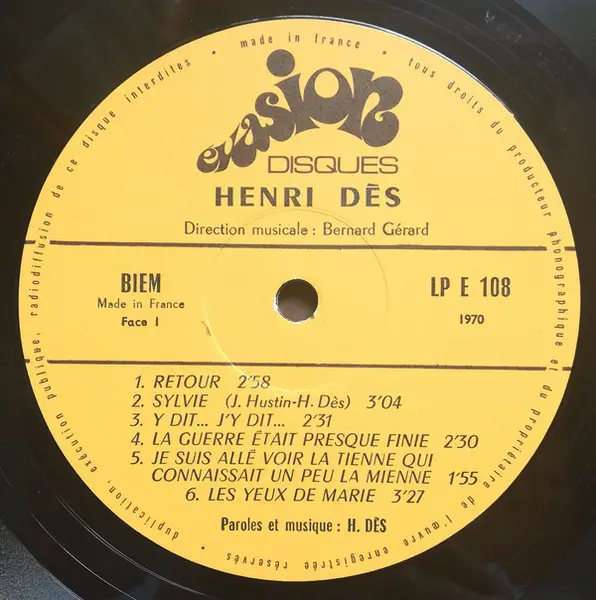 • made in france •
tous droits du producteur phonographique et du propriétaire de l'œuvre enregistrée réservés • duplication, exécution publique, radiodiffusion de ce disque interdites •
evasion
DISQUES
HENRI DÈS
Direction musicale : Bernard Gérard
BIEM
Made in France
Face 1
LP E 108
1970
1. RETOUR 2'58
2. SYLVIE (J. Hustin-H. Dès) 3'04
3. Y DIT... J'Y DIT... 2'31
4. LA GUERRE ÉTAIT PRESQUE FINIE 2'30
5. JE SUIS ALLÉ VOIR LA TIENNE QUI
CONNAISSAIT UN PEU LA MIENNE 1'55
6. LES YEUX DE MARIE 3'27
Paroles et musique : H. DÈS